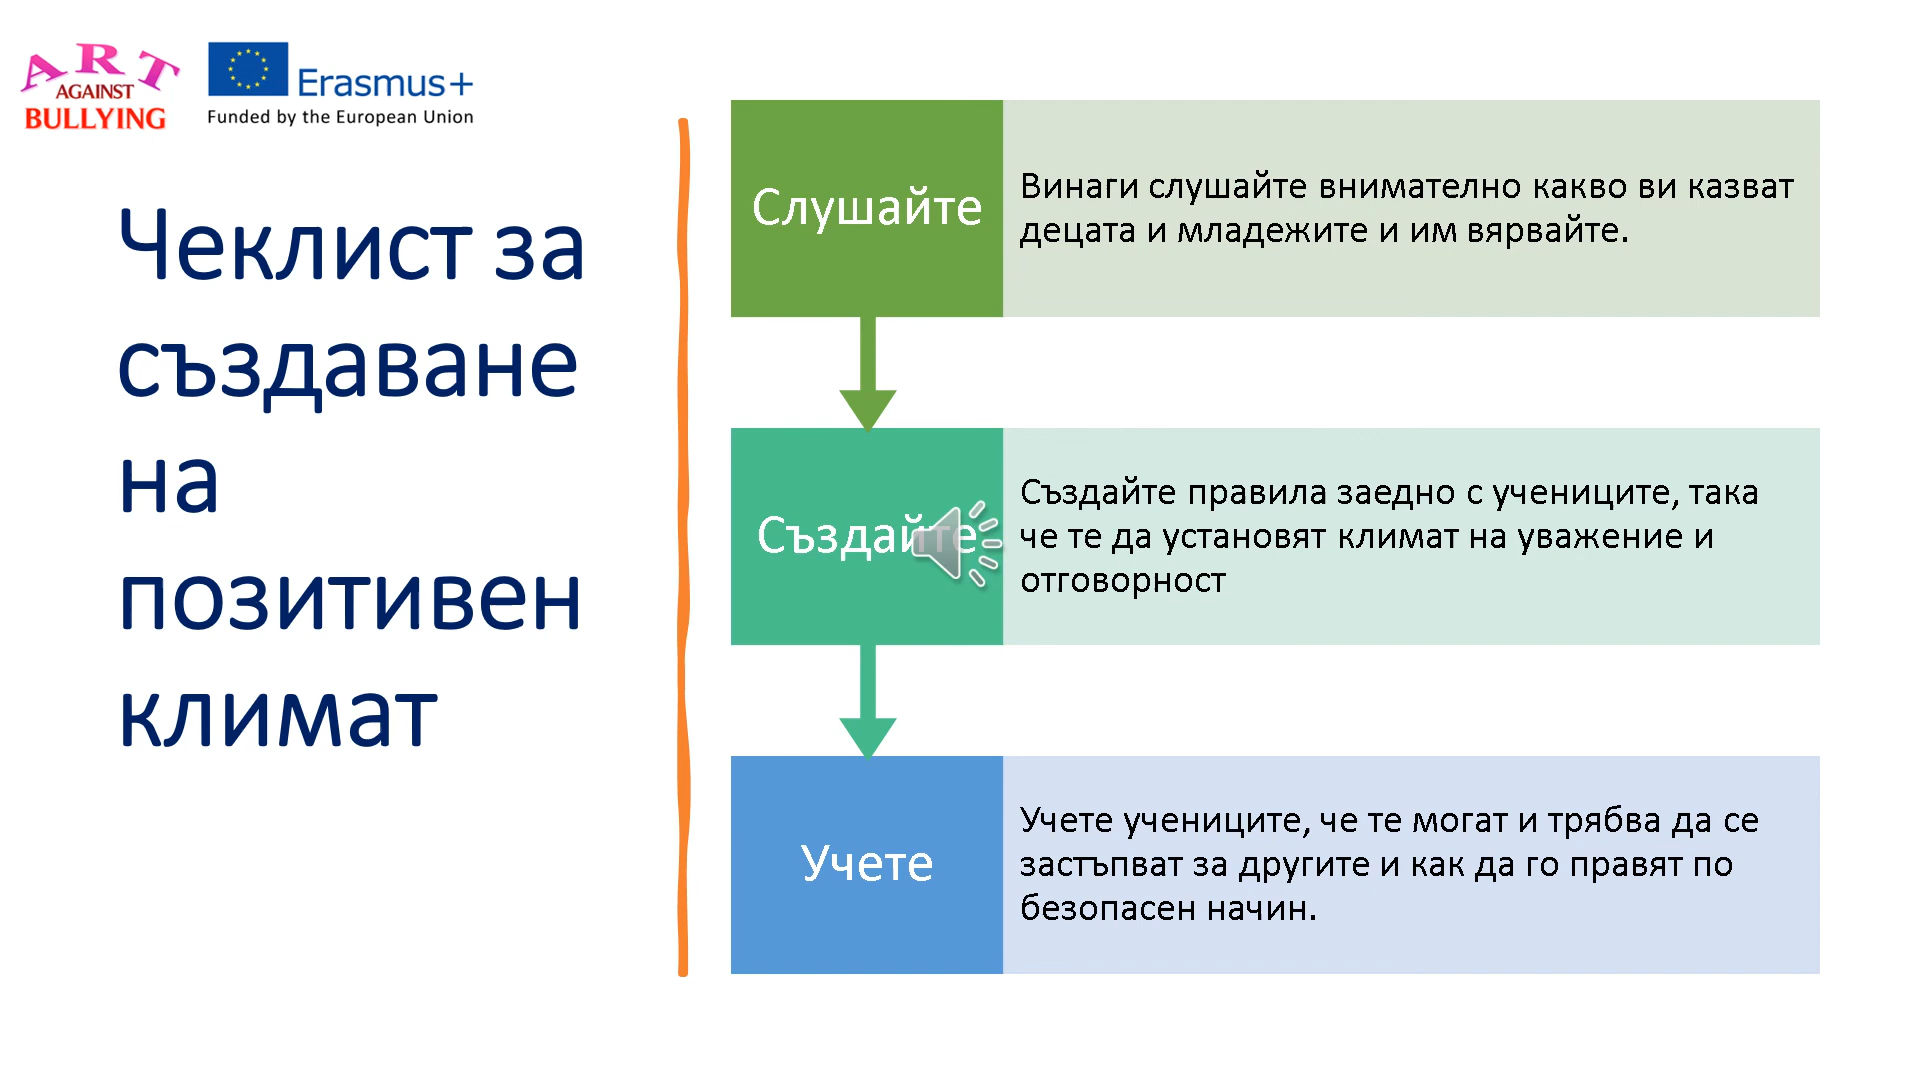 ART
AGAINST
BULLYING
Erasmus+
Funded by the European Union
Чеклист за
създаване
на
позитивен
климат
Слушайте
Винаги слушайте внимателно какво ви казват
децата и младежите и им вярвайте.
Създайте
Създайте правила заедно с учениците, така
че те да установят климат на уважение и
отговорност
Учете
Учете учениците, че те могат и трябва да се
застъпват за другите и как да го правят по
безопасен начин.